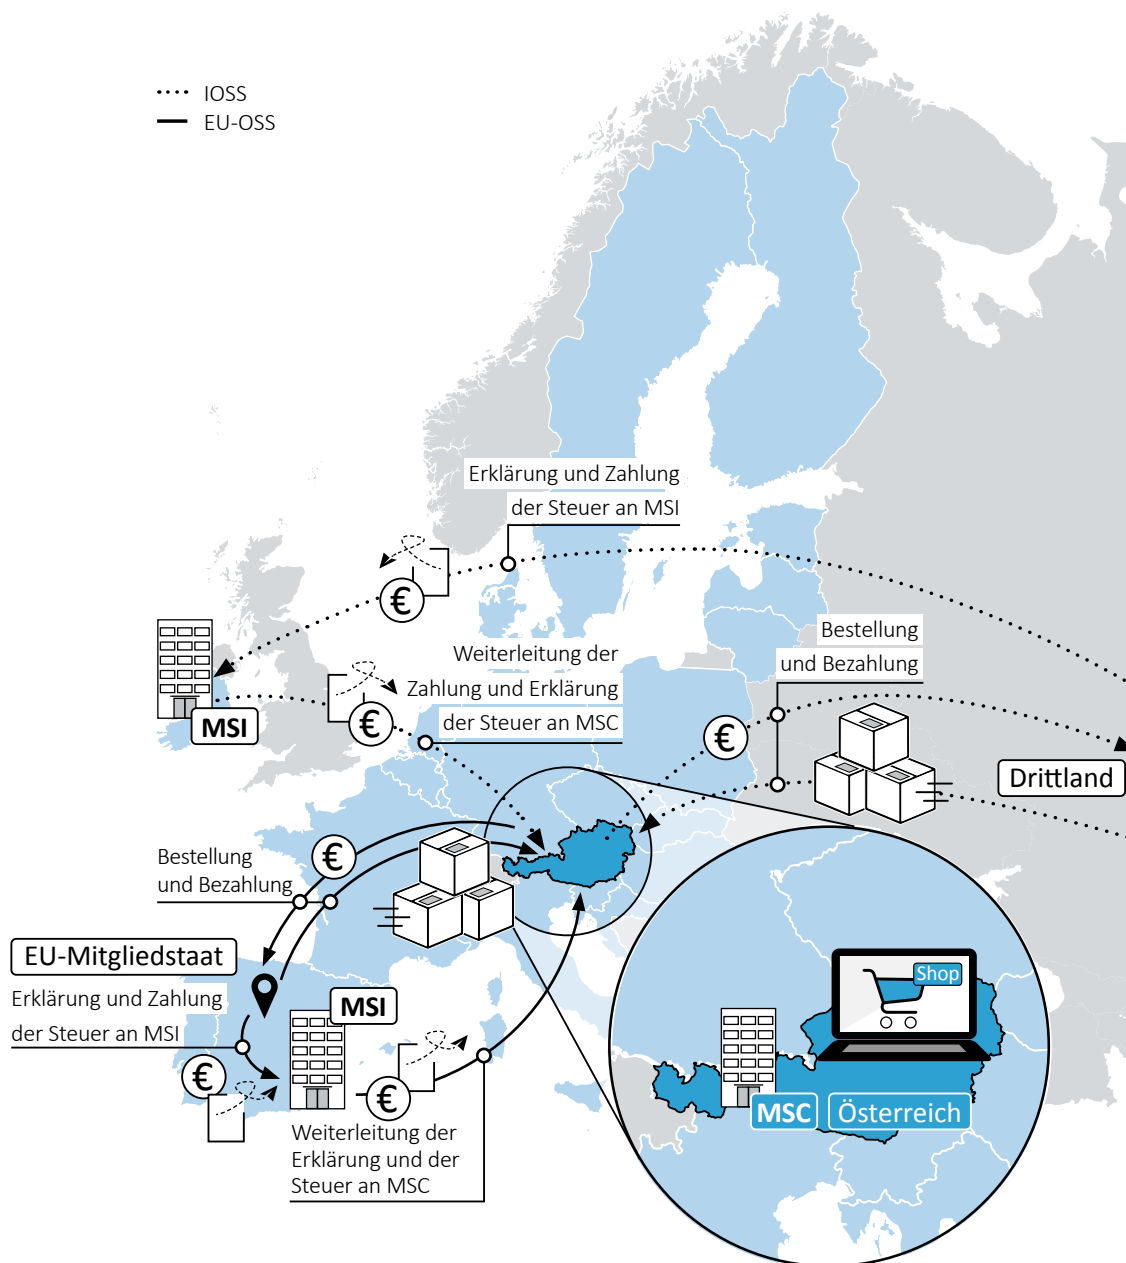 IOSS
EU-OSS
Erklärung und Zahlung
der Steuer an MSI
Bestellung
und Bezahlung
Weiterleitung der
Zahlung und Erklärung
der Steuer an MSC
MSI
€
€
€
Drittland
€
Bestellung
und Bezahlung
EU-Mitgliedstaat
Erklärung und Zahlung
der Steuer an MSI
MSI
€
€
Weiterleitung der
Erklärung und der
Steuer an MSC
Shop
MSC
Österreich